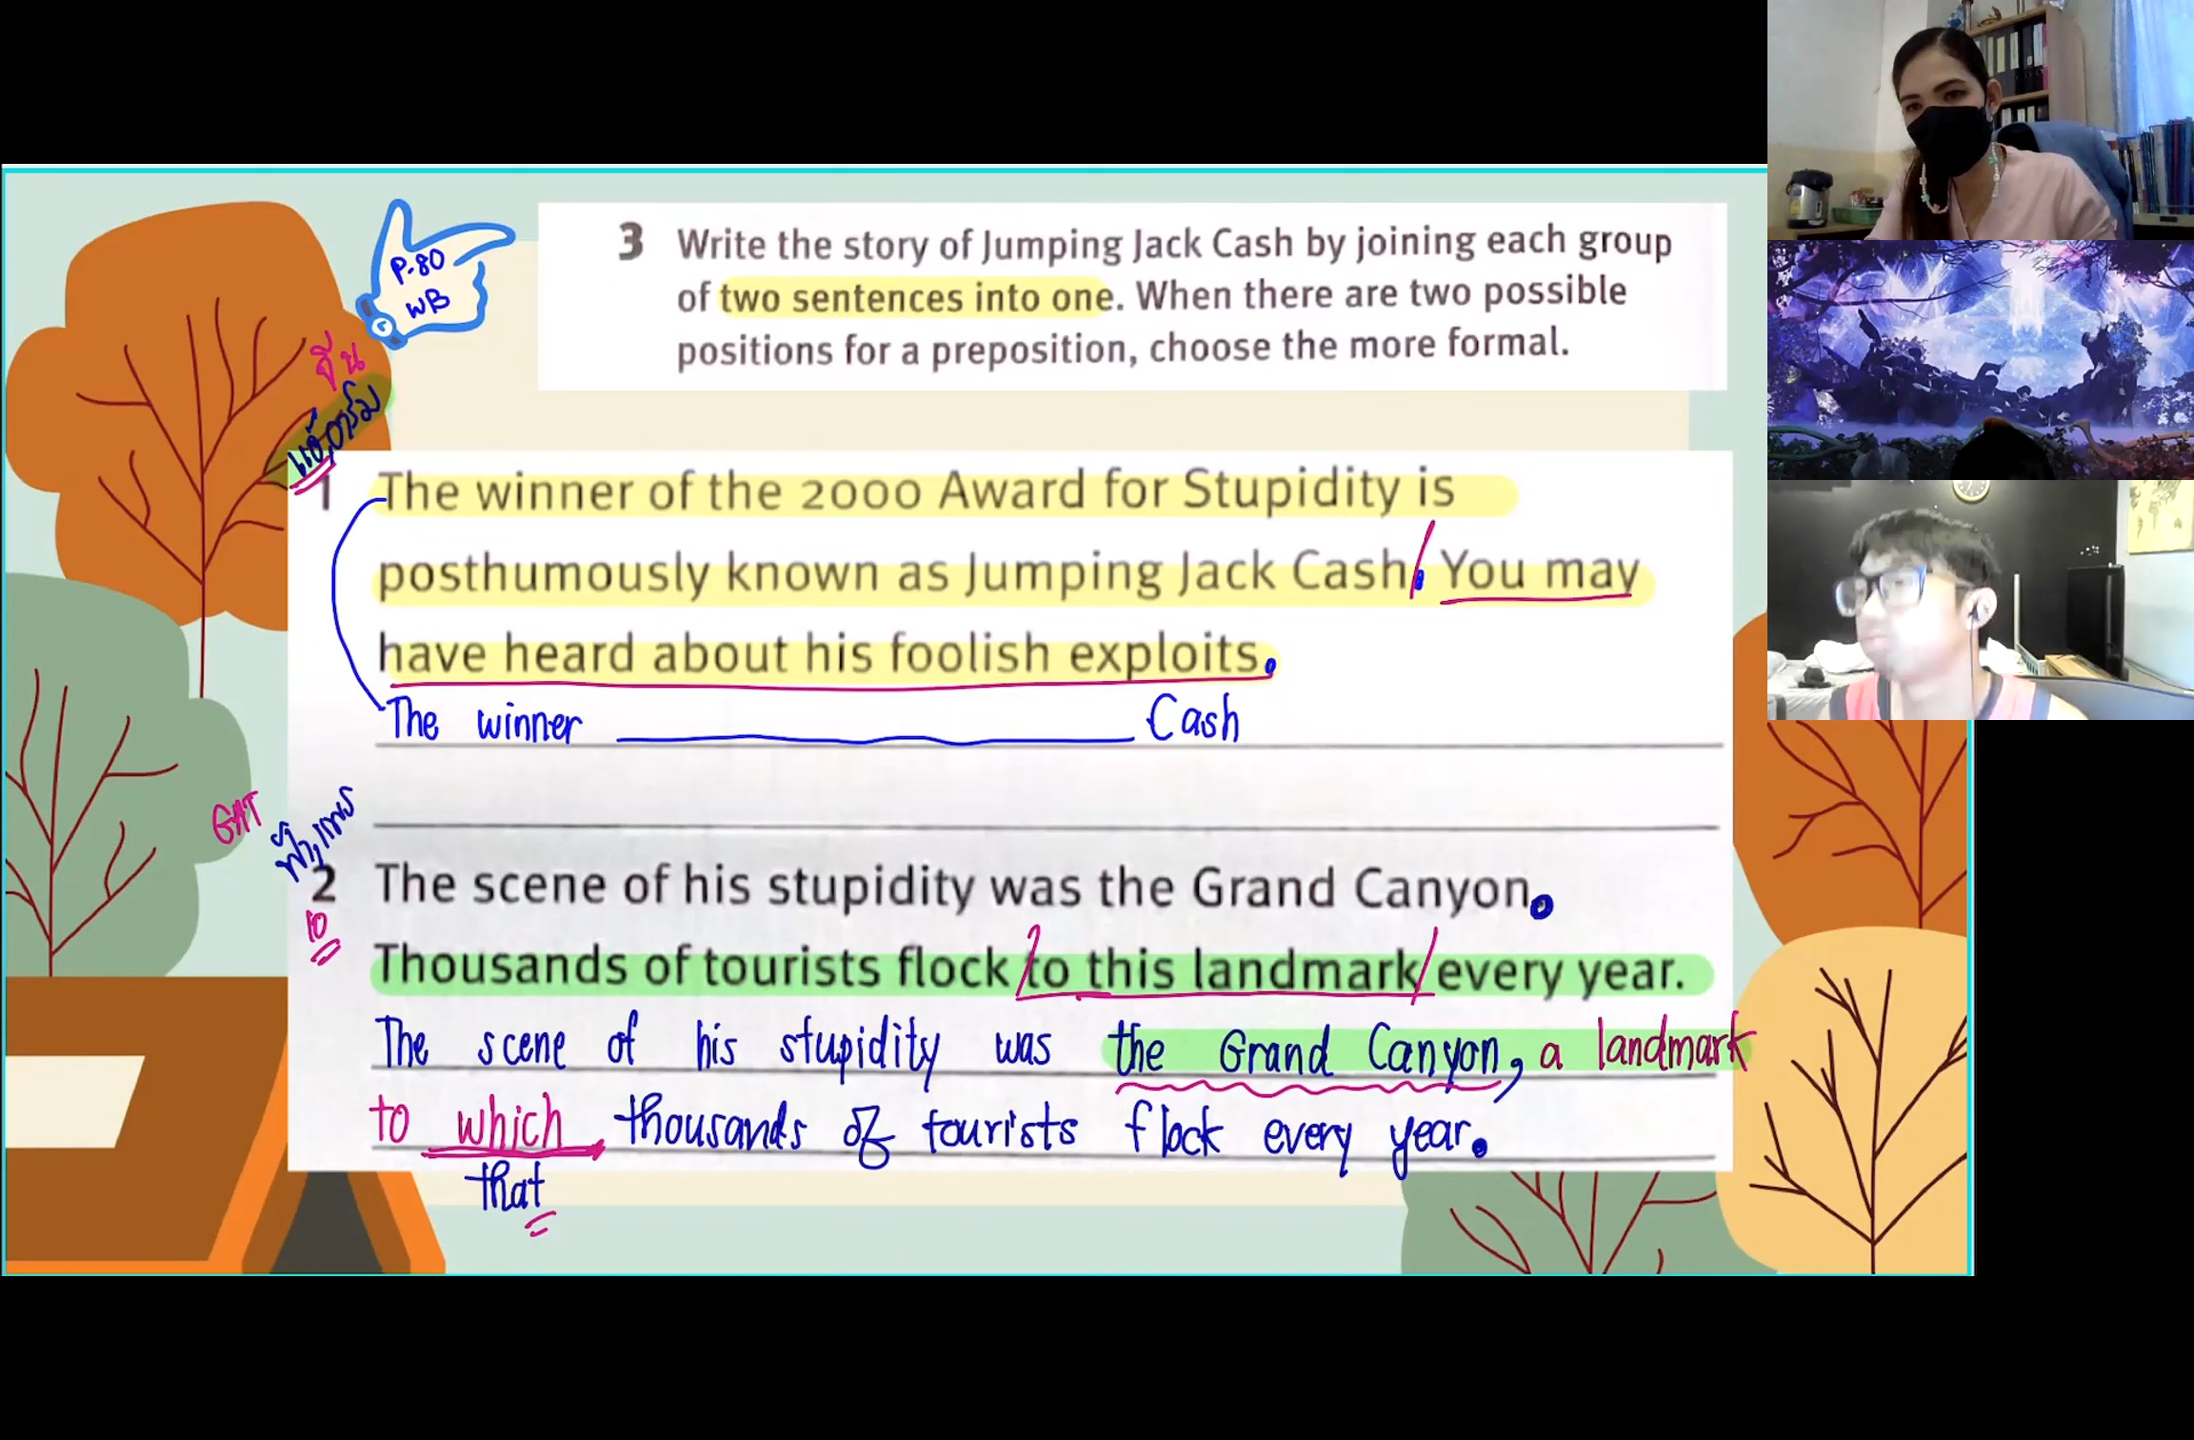 P.80
WB
3 Write the story of Jumping Jack Cash by joining each group
of two sentences into one. When there are two possible
positions for a preposition, choose the more formal.
จีน
1 The winner of the 2000 Award for Stupidity is
posthumously known as Jumping Jack Cash. You may
have heard about his foolish exploits.
The winner Cash
GAT
2 The scene of his stupidity was the Grand Canyon.
10
Thousands of tourists flock to this landmark every year.
The scene of his stupidity was the Grand Canyon, a landmark
to which thousands of tourists flock every year.
that